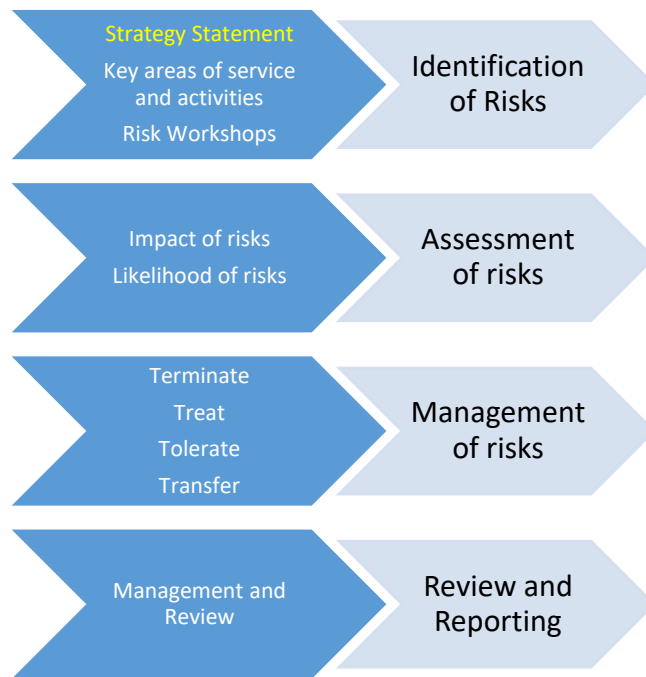 Strategy Statement
Key areas of service
and activities
Risk Workshops
Identification
of Risks
Impact of risks
Likelihood of risks
Assessment
of risks
Terminate
Treat
Tolerate
Transfer
Management
of risks
Management and
Review
Review and
Reporting